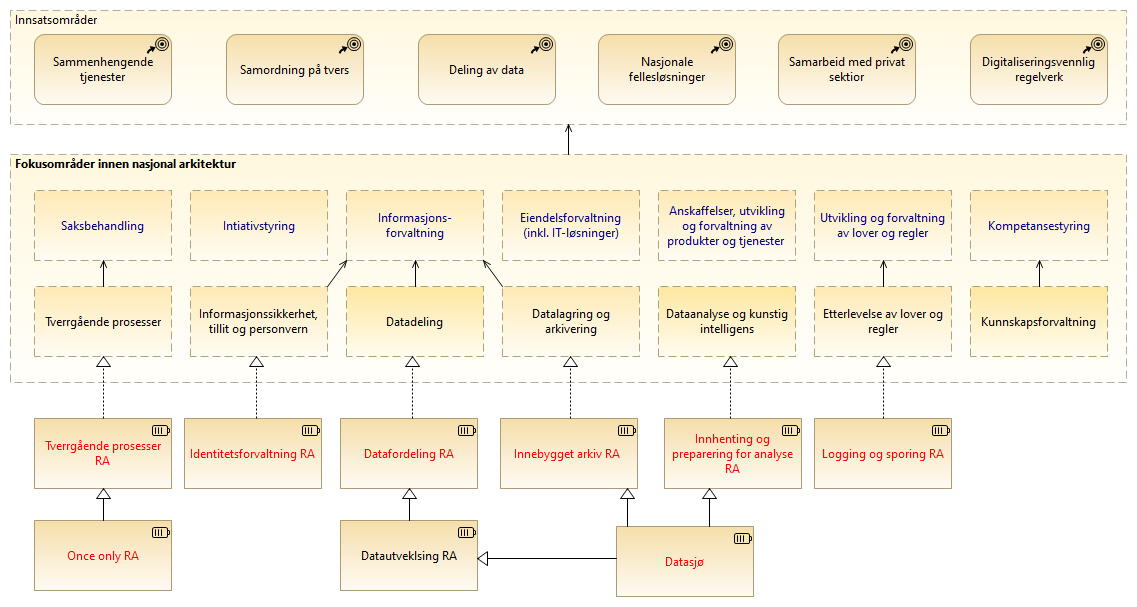 Innsatsområder
Sammenhengende
tjenester
Samordning på tvers
Deling av data
Nasjonale
fellesløsninger
Samarbeid med privat
sektior
Digitaliseringsvennlig
regelverk
Fokusområder innen nasjonal arkitektur
Saksbehandling
Intiativstyring
Informasjons-
forvaltning
Eiendelsforvaltning
(inkl. IT-løsninger)
Anskaffelser, utvikling
og forvaltning av
produkter og tjenester
Utvikling og forvaltning
av lover og regler
Kompetansestyring
Tverrgående prosesser
Informasjonssikkerhet,
tillit og personvern
Datadeling
Datalagring og
arkivering
Dataanalyse og kunstig
intelligens
Etterlevelse av lover og
regler
Kunnskapsforvaltning
Tverrgående prosesser
RA
Identitetsforvaltning RA
Datafordeling RA
Innebygget arkiv RA
Innhenting og
preparering for analyse
RA
Logging og sporing RA
Once only RA
Datautveklsing RA
Datasjø